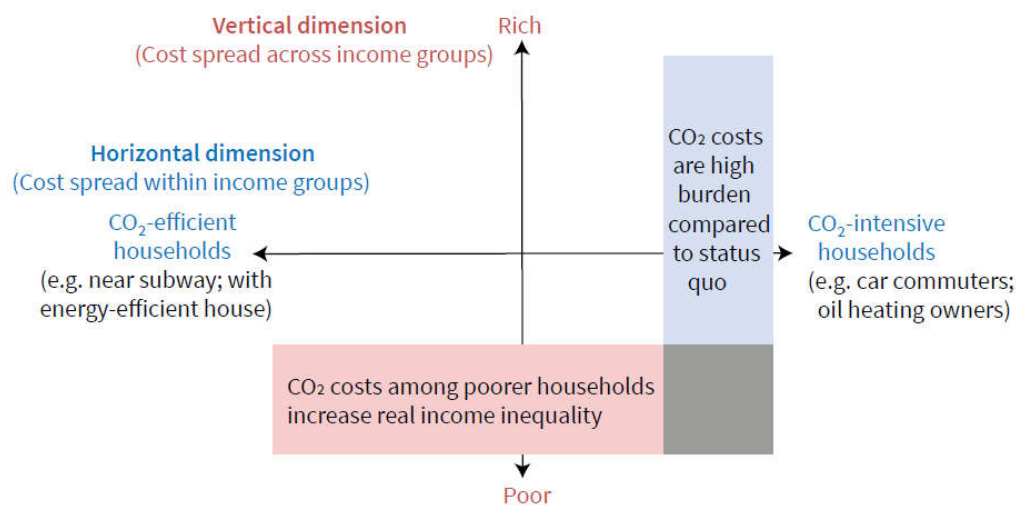 Vertical dimension
(Cost spread across income groups)
Rich
Horizontal dimension
(Cost spread within income groups)
CO₂-efficient
households
(e.g. near subway; with
energy-efficient house)
CO₂ costs
are high
burden
compared
to status
quo
CO₂-intensive
households
(e.g. car commuters;
oil heating owners)
CO₂ costs among poorer households
increase real income inequality
Poor